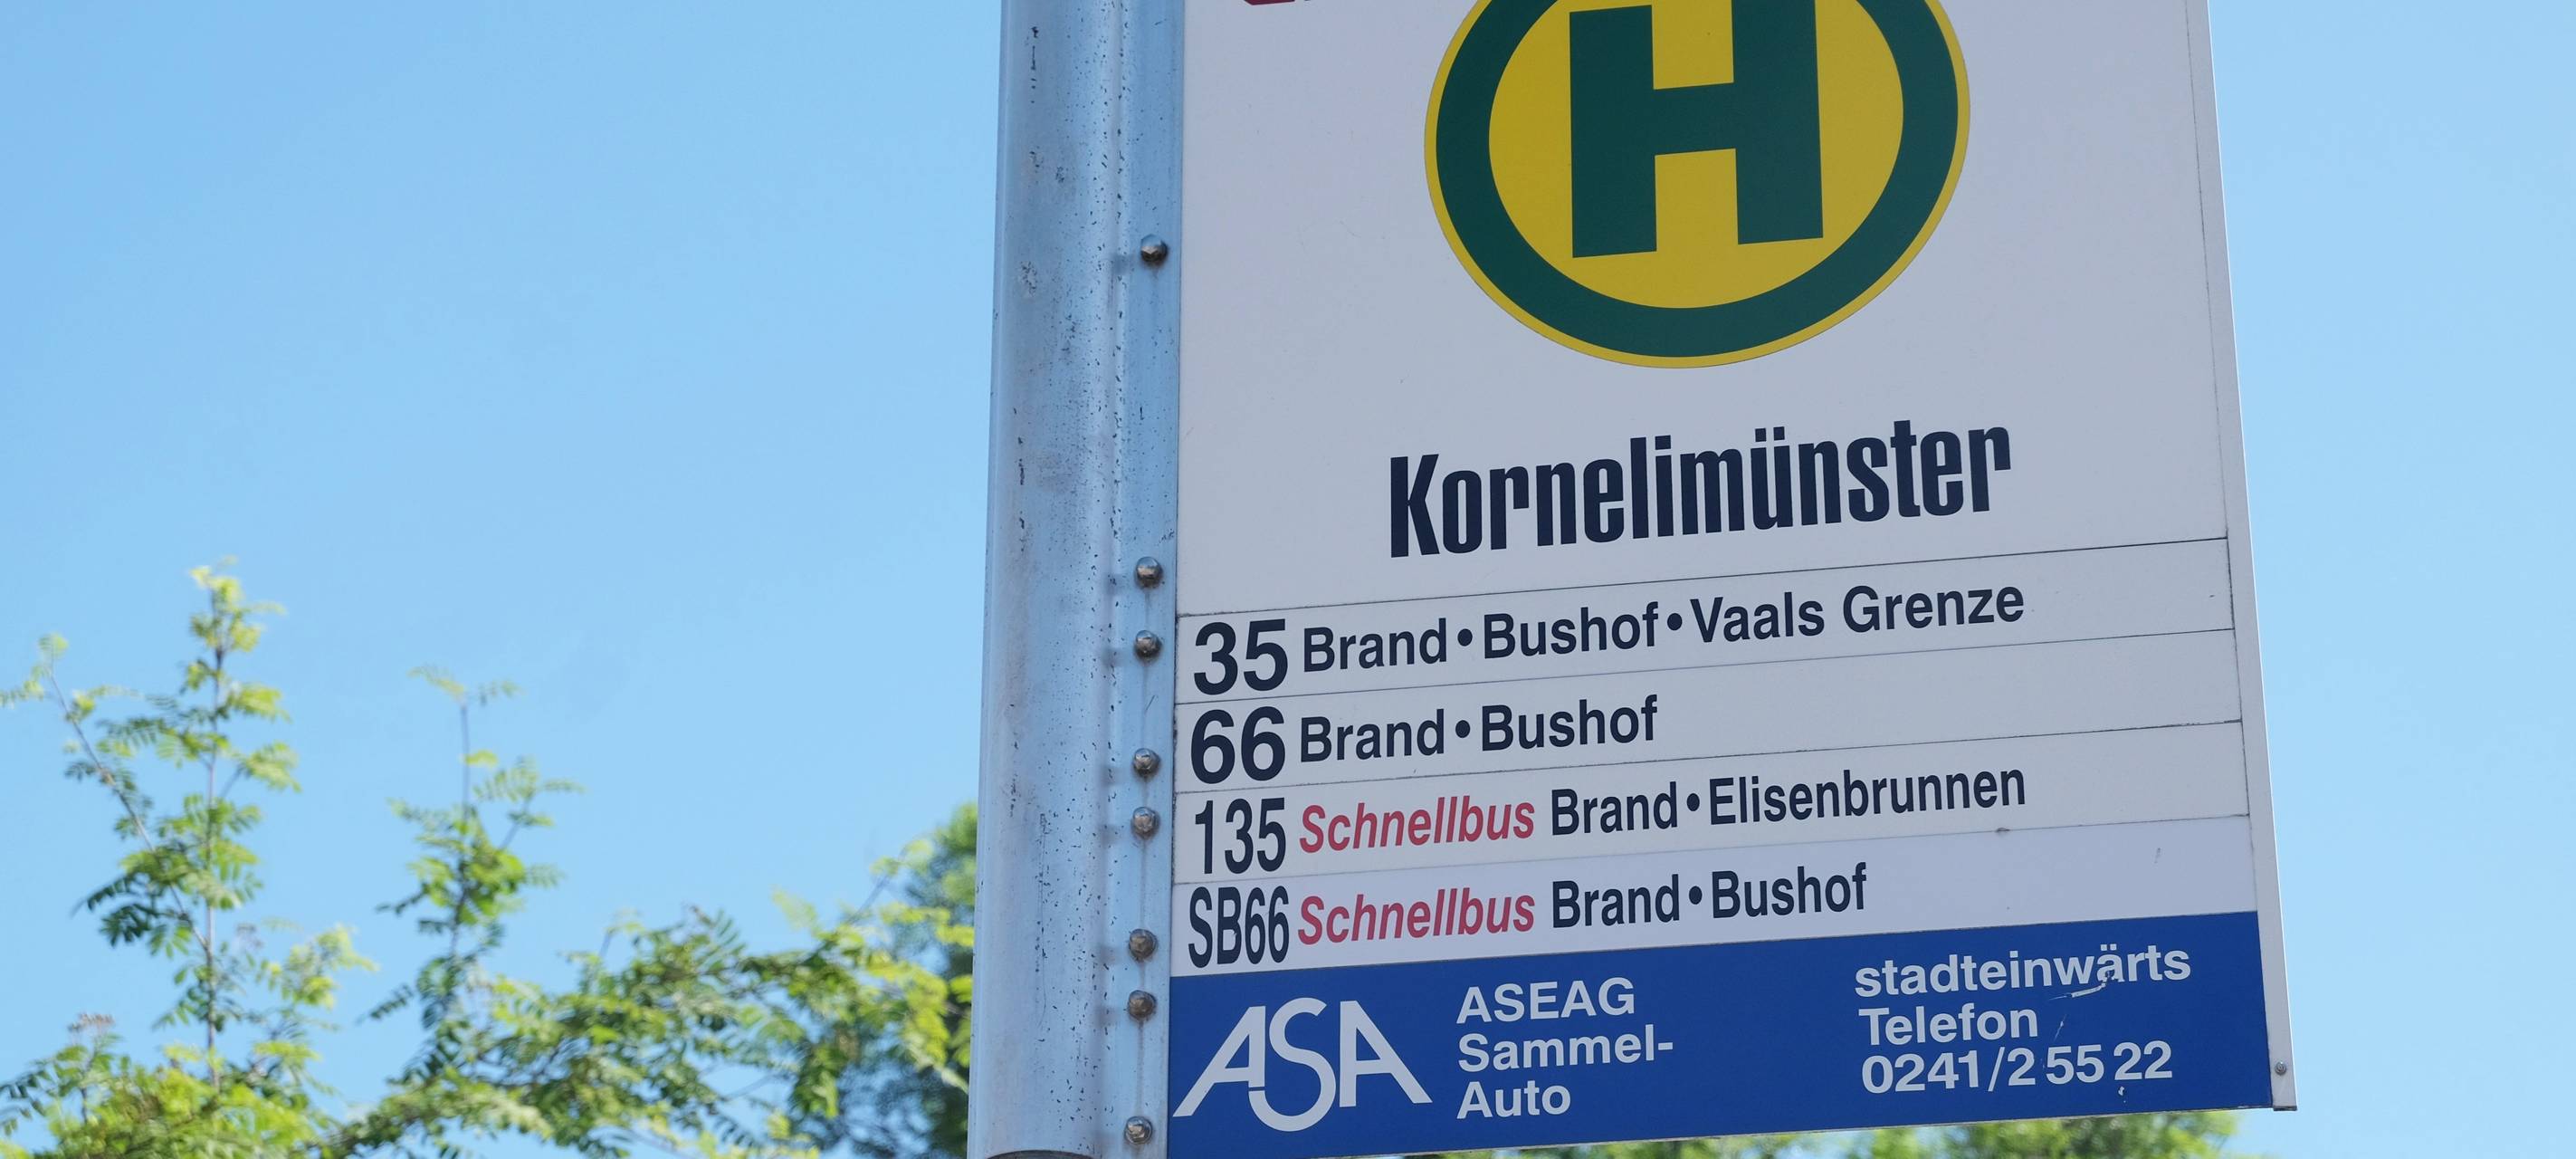 H
Kornelimünster
35 Brand•Bushof•Vaals Grenze
66 Brand•Bushof
135 Schnellbus Brand•Elisenbrunnen
SB66 Schnellbus Brand•Bushof
ASA
ASEAG
Sammel-
Auto
stadteinwärts
Telefon
0241/2 55 22